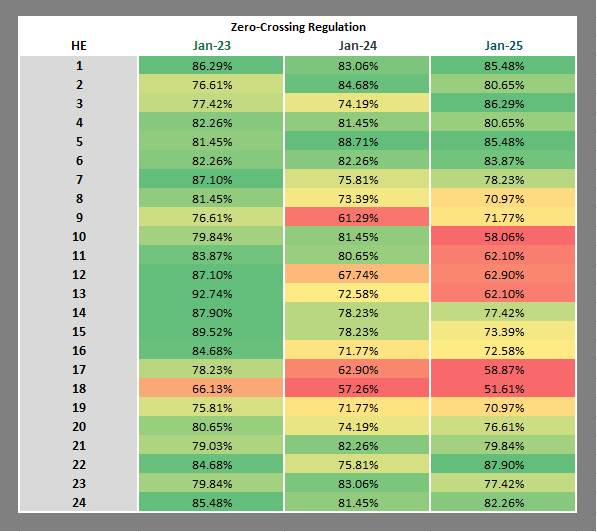 Zero-Crossing Regulation
HE Jan-23 Jan-24 Jan-25
1 86.29% 83.06% 85.48%
2 76.61% 84.68% 80.65%
3 77.42% 74.19% 86.29%
4 82.26% 81.45% 80.65%
5 81.45% 88.71% 85.48%
6 82.26% 82.26% 83.87%
7 87.10% 75.81% 78.23%
8 81.45% 73.39% 70.97%
9 76.61% 61.29% 71.77%
10 79.84% 81.45% 58.06%
11 83.87% 80.65% 62.10%
12 87.10% 67.74% 62.90%
13 92.74% 72.58% 62.10%
14 87.90% 78.23% 77.42%
15 89.52% 78.23% 73.39%
16 84.68% 71.77% 72.58%
17 78.23% 62.90% 58.87%
18 66.13% 57.26% 51.61%
19 75.81% 71.77% 70.97%
20 80.65% 74.19% 76.61%
21 79.03% 82.26% 79.84%
22 84.68% 75.81% 87.90%
23 79.84% 83.06% 77.42%
24 85.48% 81.45% 82.26%